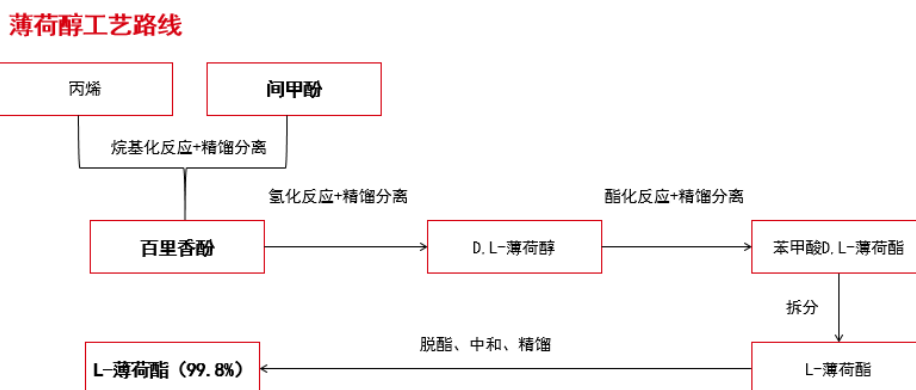 薄荷醇工艺路线
丙烯
间甲酚
烷基化反应+精馏分离
氢化反应+精馏分离
酯化反应+精馏分离
百里香酚
D,L-薄荷醇
苯甲酸D,L-薄荷酯
拆分
脱酯、中和、精馏
L-薄荷酯（99.8%）
L-薄荷酯